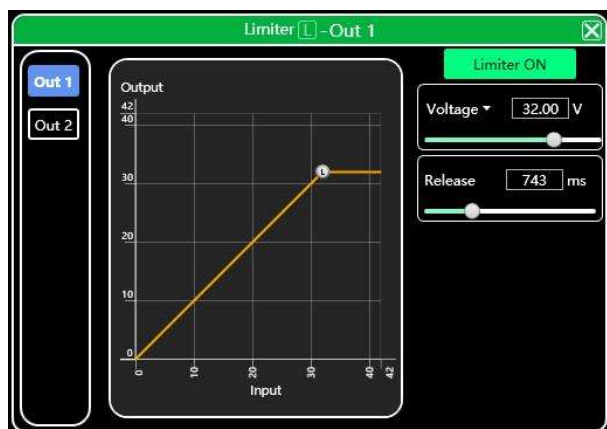 Limiter L -Out 1
Out 1
Out 2
Output
42
40
30
20
10
0
L
0
10
20
30
40
42
Input
Limiter ON
Voltage 32.00 V
Release 743 ms